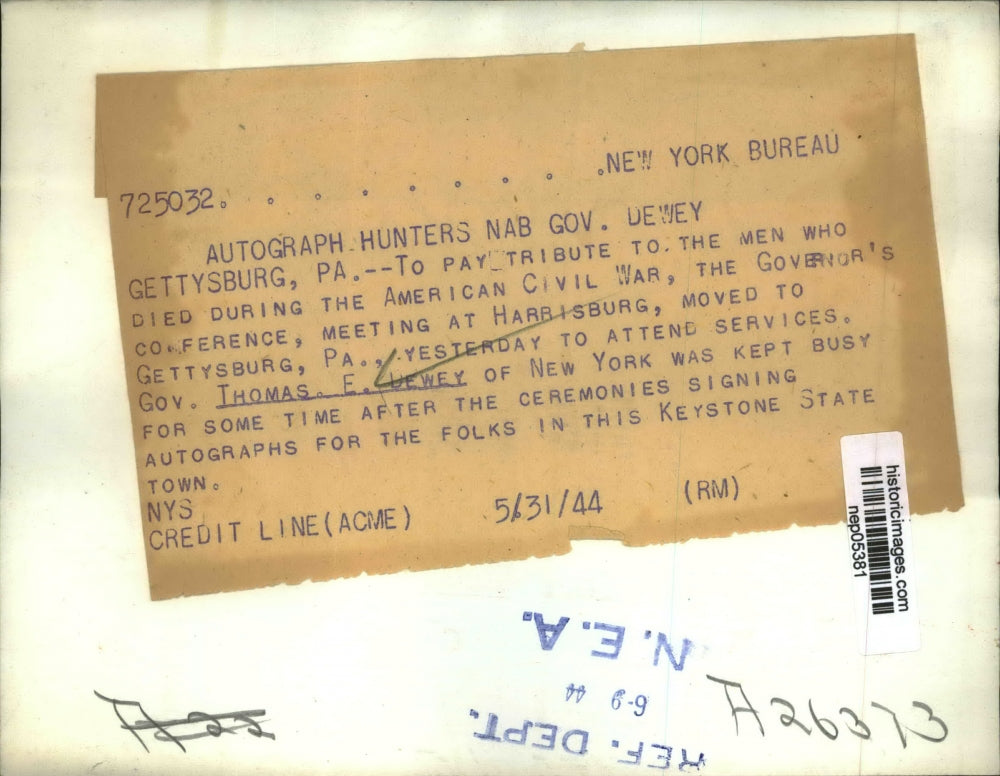 725032. . . . . . . . . .NEW YORK BUREAU
AUTOGRAPH HUNTERS NAB GOV. DEWEY
GETTYSBURG, PA.--TO PAY TRIBUTE TO THE MEN WHO
DIED DURING THE AMERICAN CIVIL WAR, THE GOVERNOR'S
CO.FERENCE, MEETING AT HARRISBURG, MOVED TO
GETTYSBURG, PA., YESTERDAY TO ATTEND SERVICES.
GOV. THOMAS. E. DEWEY OF NEW YORK WAS KEPT BUSY
FOR SOME TIME AFTER THE CEREMONIES SIGNING
AUTOGRAPHS FOR THE FOLKS IN THIS KEYSTONE STATE
TOWN.
NYS
CREDIT LINE(ACME) 5/31/44 (RM)
historicimages.com
nep05381
N.E.A.
6-9 44
REF. DEPT.
A22
A26373